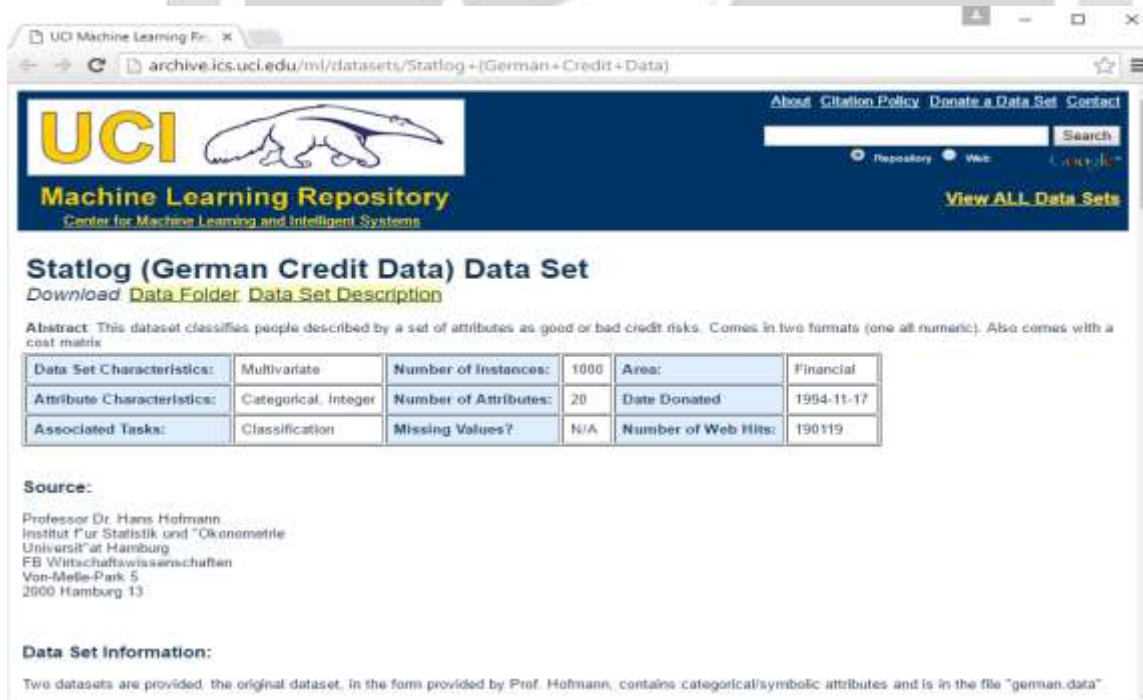 UCI Machine Learning Re
archive.ics.uci.edu/ml/datasets/Statlog+(German+Credit+Data)
About Citation Policy Donate a Data Set Contact
UCI
Search
Repository Web Google
Machine Learning Repository
View ALL Data Sets
Center for Machine Learning and Intelligent Systems
Statlog (German Credit Data) Data Set
Download: Data Folder, Data Set Description
Abstract: This dataset classifies people described by a set of attributes as good or bad credit risks. Comes in two formats (one all numeric). Also comes with a
cost matrix
Data Set Characteristics: Multivariate Number of Instances: 1000 Area: Financial
Attribute Characteristics: Categorical, Integer Number of Attributes: 20 Date Donated 1994-11-17
Associated Tasks: Classification Missing Values? N/A Number of Web Hits: 190119
Source:
Professor Dr. Hans Hofmann
Institut f"ur Statistik und "Okonometrie
Universit"at Hamburg
FB Wirtschaftswissenschaften
Von-Melle-Park 5
2000 Hamburg 13
Data Set Information:
Two datasets are provided. the original dataset, in the form provided by Prof. Hofmann, contains categorical/symbolic attributes and is in the file "german.data".